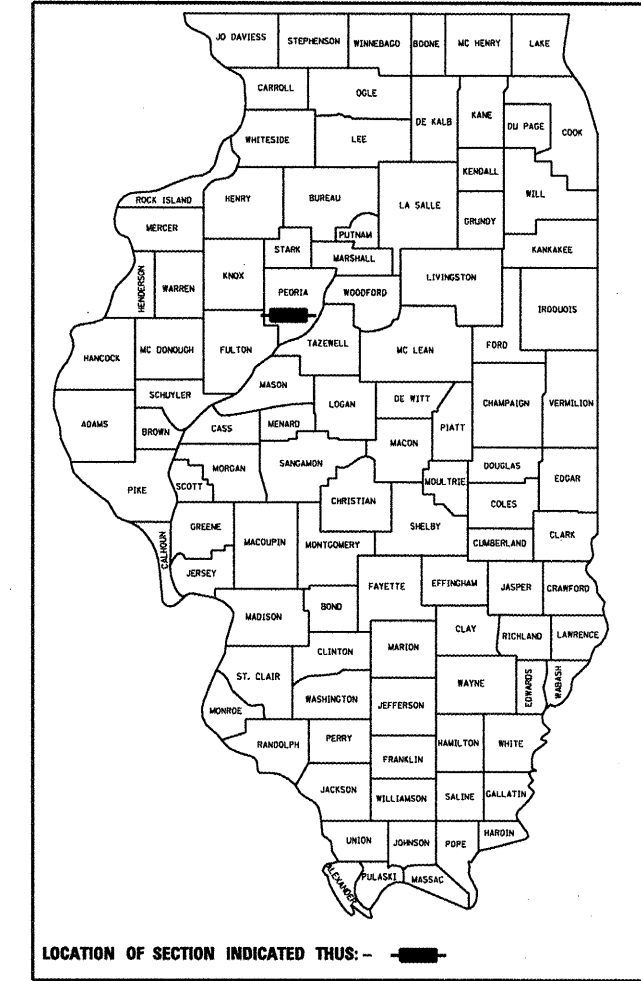 JO DAVIESS STEPHENSON WINNEBAGO BOONE MC HENRY LAKE
CARROLL OGLE
DE KALB KANE DU PAGE COOK
WHITESIDE LEE
KENDALL
ROCK ISLAND HENRY BUREAU LA SALLE WILL
MERCER PUTNAM GRUNDY
STARK MARSHALL KANKAKEE
HENDERSON WARREN KNOX PEORIA WOODFORD LIVINGSTON IROQUOIS
HANCOCK MC DONOUGH FULTON TAZEWELL MC LEAN FORD
SCHUYLER MASON
ADAMS BROWN CASS MENARD LOGAN DE WITT PIATT CHAMPAIGN VERMILION
MACON
PIKE SCOTT MORGAN SANGAMON CHRISTIAN MOULTRIE DOUGLAS EDGAR
COLES
CALHOUN GREENE MACOUPIN MONTGOMERY SHELBY CUMBERLAND CLARK
JERSEY
FAYETTE EFFINGHAM JASPER CRAWFORD
MADISON BOND
CLAY RICHLAND LAWRENCE
CLINTON MARION
ST. CLAIR WAYNE EDWARDS WABASH
WASHINGTON JEFFERSON
MONROE
RANDOLPH PERRY HAMILTON WHITE
FRANKLIN
JACKSON WILLIAMSON SALINE GALLATIN
UNION JOHNSON POPE HARDIN
ALEXANDER PULASKI MASSAC
LOCATION OF SECTION INDICATED THUS: -